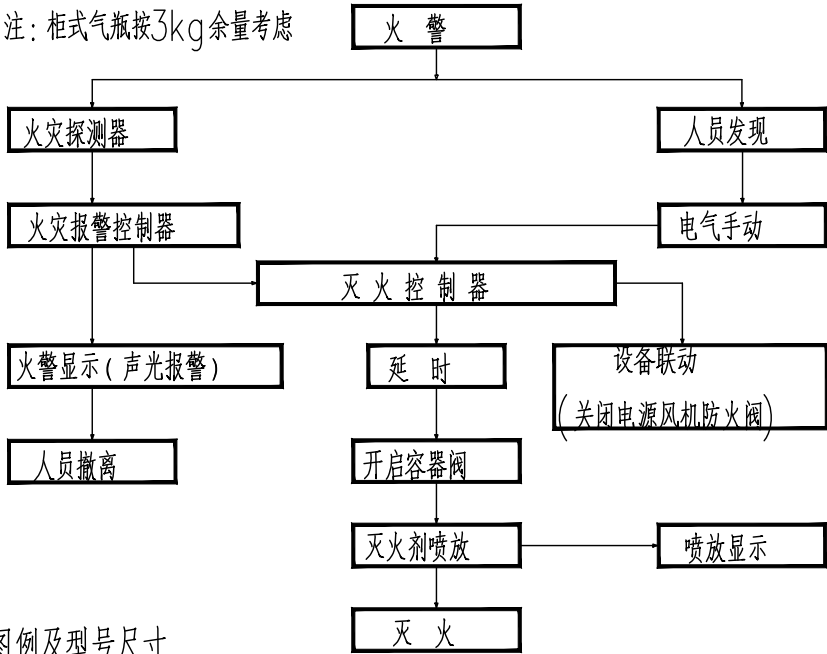 注：柜式气瓶按3kg余量考虑
火 警
火灾探测器
人员发现
火灾报警控制器
电气手动
灭 火 控 制 器
火警显示(声光报警)
延 时
设备联动
(关闭电源风机防火阀)
人员撤离
开启容器阀
灭火剂喷放
喷放显示
灭 火
图例及型号尺寸